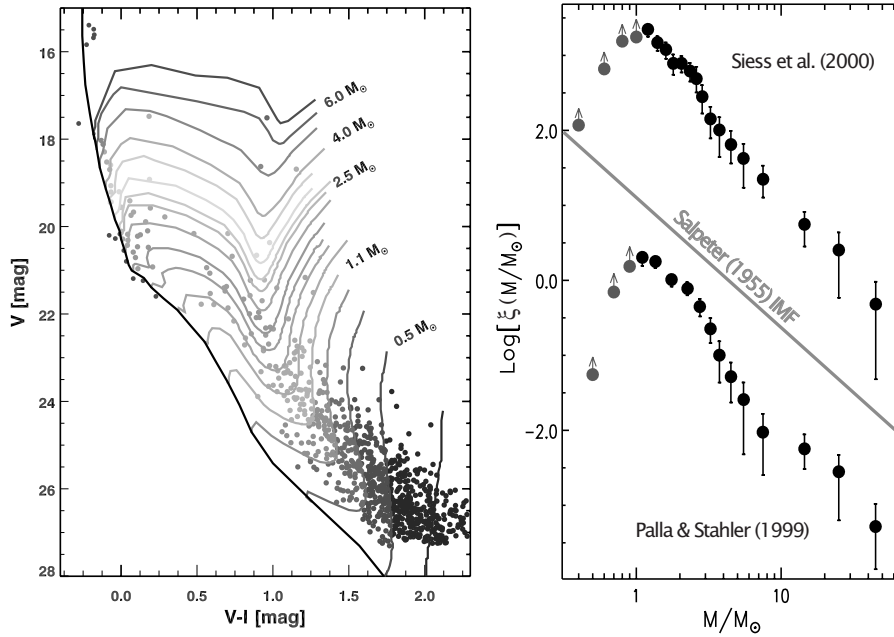 16
18
20
22
24
26
28
V [mag]
0.0
0.5
1.0
1.5
2.0
V-I [mag]
6.0 M⊙
4.0 M⊙
2.5 M⊙
1.1 M⊙
0.5 M⊙
2.0
0.0
-2.0
Log[ ξ (M/M⊙)]
1
10
M/M⊙
Siess et al. (2000)
Salpeter (1955) IMF
Palla & Stahler (1999)